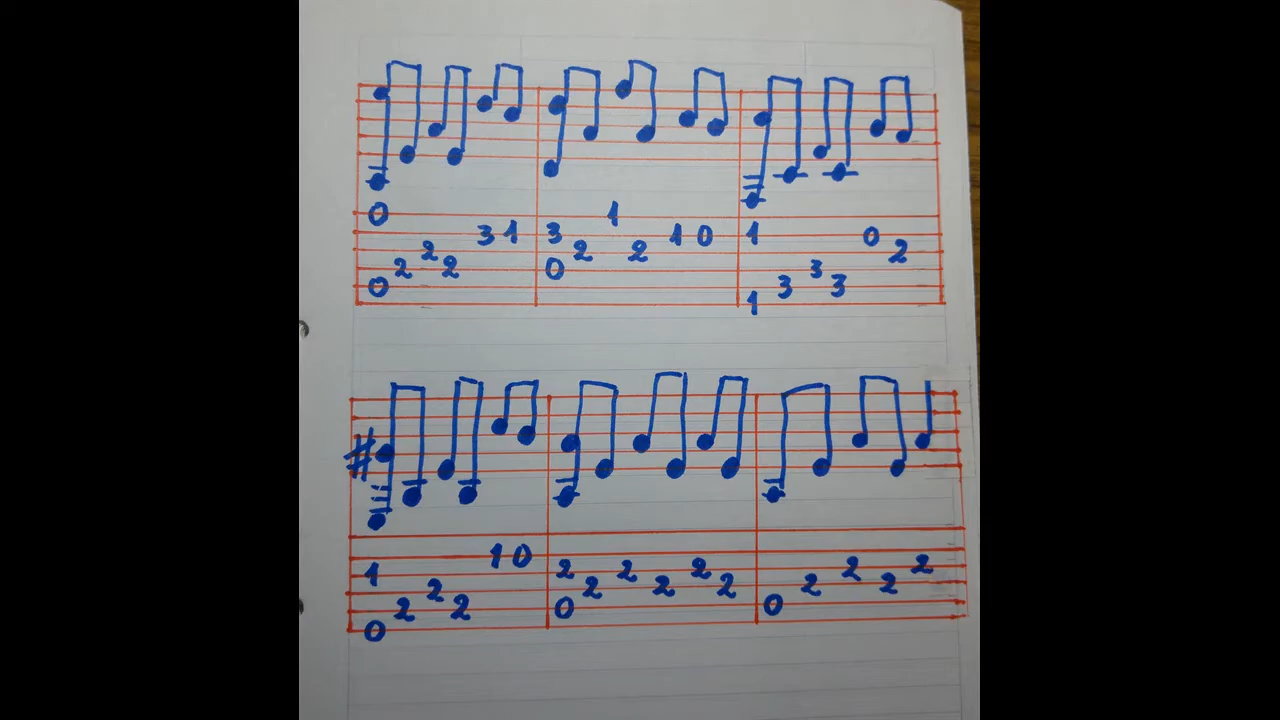 0 1
3 1 3 1 0 1 0
2 2 2 2
2 2 0 3
0 3 3
1
#
1 0
1 2 2 2 2 2
2 2 2 2 2 2
2 2 0 0
0